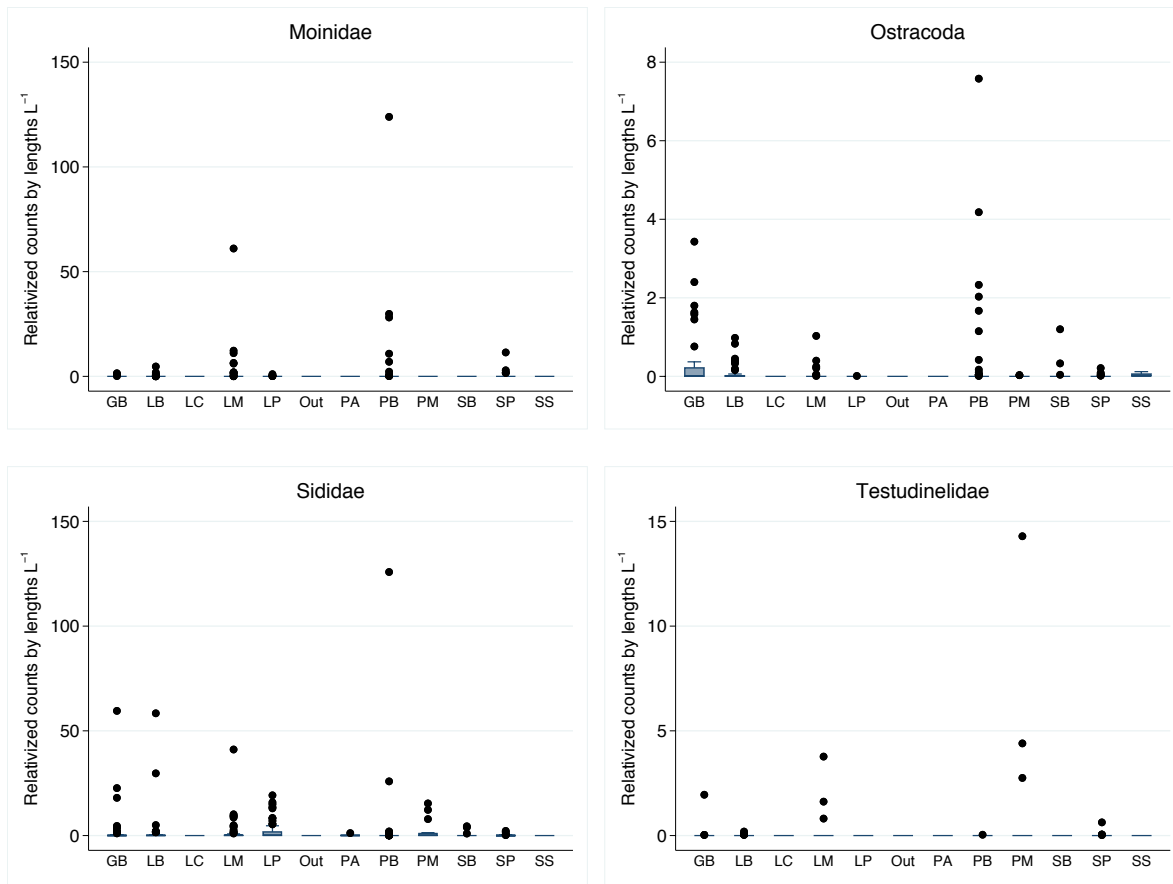 Moinidae
Relativized counts by lengths L⁻¹
150
100
50
0
GB LB LC LM LP Out PA PB PM SB SP SS
Ostracoda
Relativized counts by lengths L⁻¹
8
6
4
2
0
GB LB LC LM LP Out PA PB PM SB SP SS
Sididae
Relativized counts by lengths L⁻¹
150
100
50
0
GB LB LC LM LP Out PA PB PM SB SP SS
Testudinelidae
Relativized counts by lengths L⁻¹
15
10
5
0
GB LB LC LM LP Out PA PB PM SB SP SS